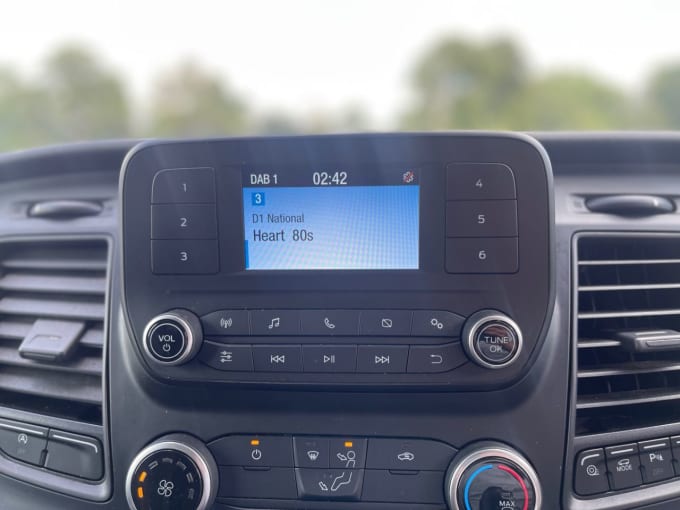 DAB 1 02:42
3
D1 National
Heart 80s
1
2
3
4
5
6
VOL
TUNE
OK
A
MODE
P
MAX